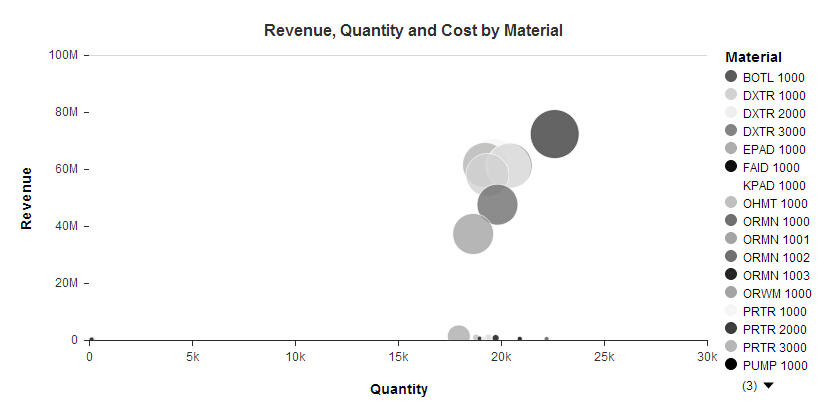 Revenue, Quantity and Cost by Material
Revenue
100M
80M
60M
40M
20M
0
0
5k
10k
15k
20k
25k
30k
Quantity
Material
BOTL 1000
DXTR 1000
DXTR 2000
DXTR 3000
EPAD 1000
FAID 1000
KPAD 1000
OHMT 1000
ORMN 1000
ORMN 1001
ORMN 1002
ORMN 1003
ORWM 1000
PRTR 1000
PRTR 2000
PRTR 3000
PUMP 1000
(3)